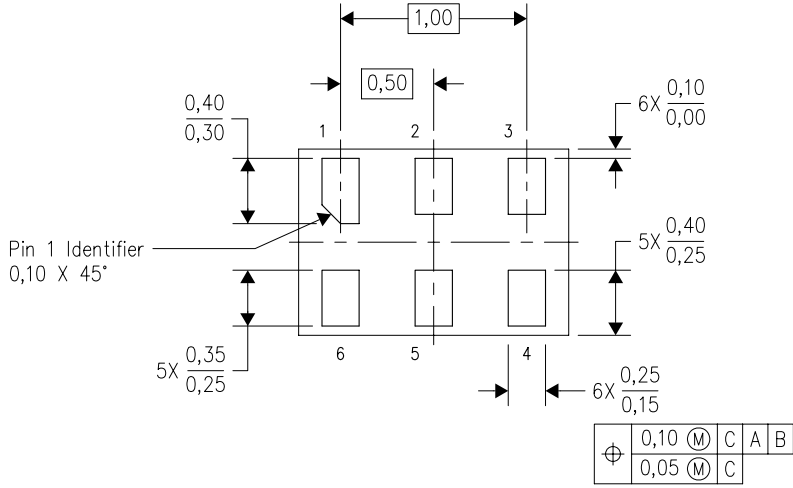 1,00
0,50
0,40
0,30
6X 0,10
0,00
1 2 3
Pin 1 Identifier
0,10 X 45°
5X 0,40
0,25
6 5 4
5X 0,35
0,25
6X 0,25
0,15
0,10 Ⓜ C A B
0,05 Ⓜ C